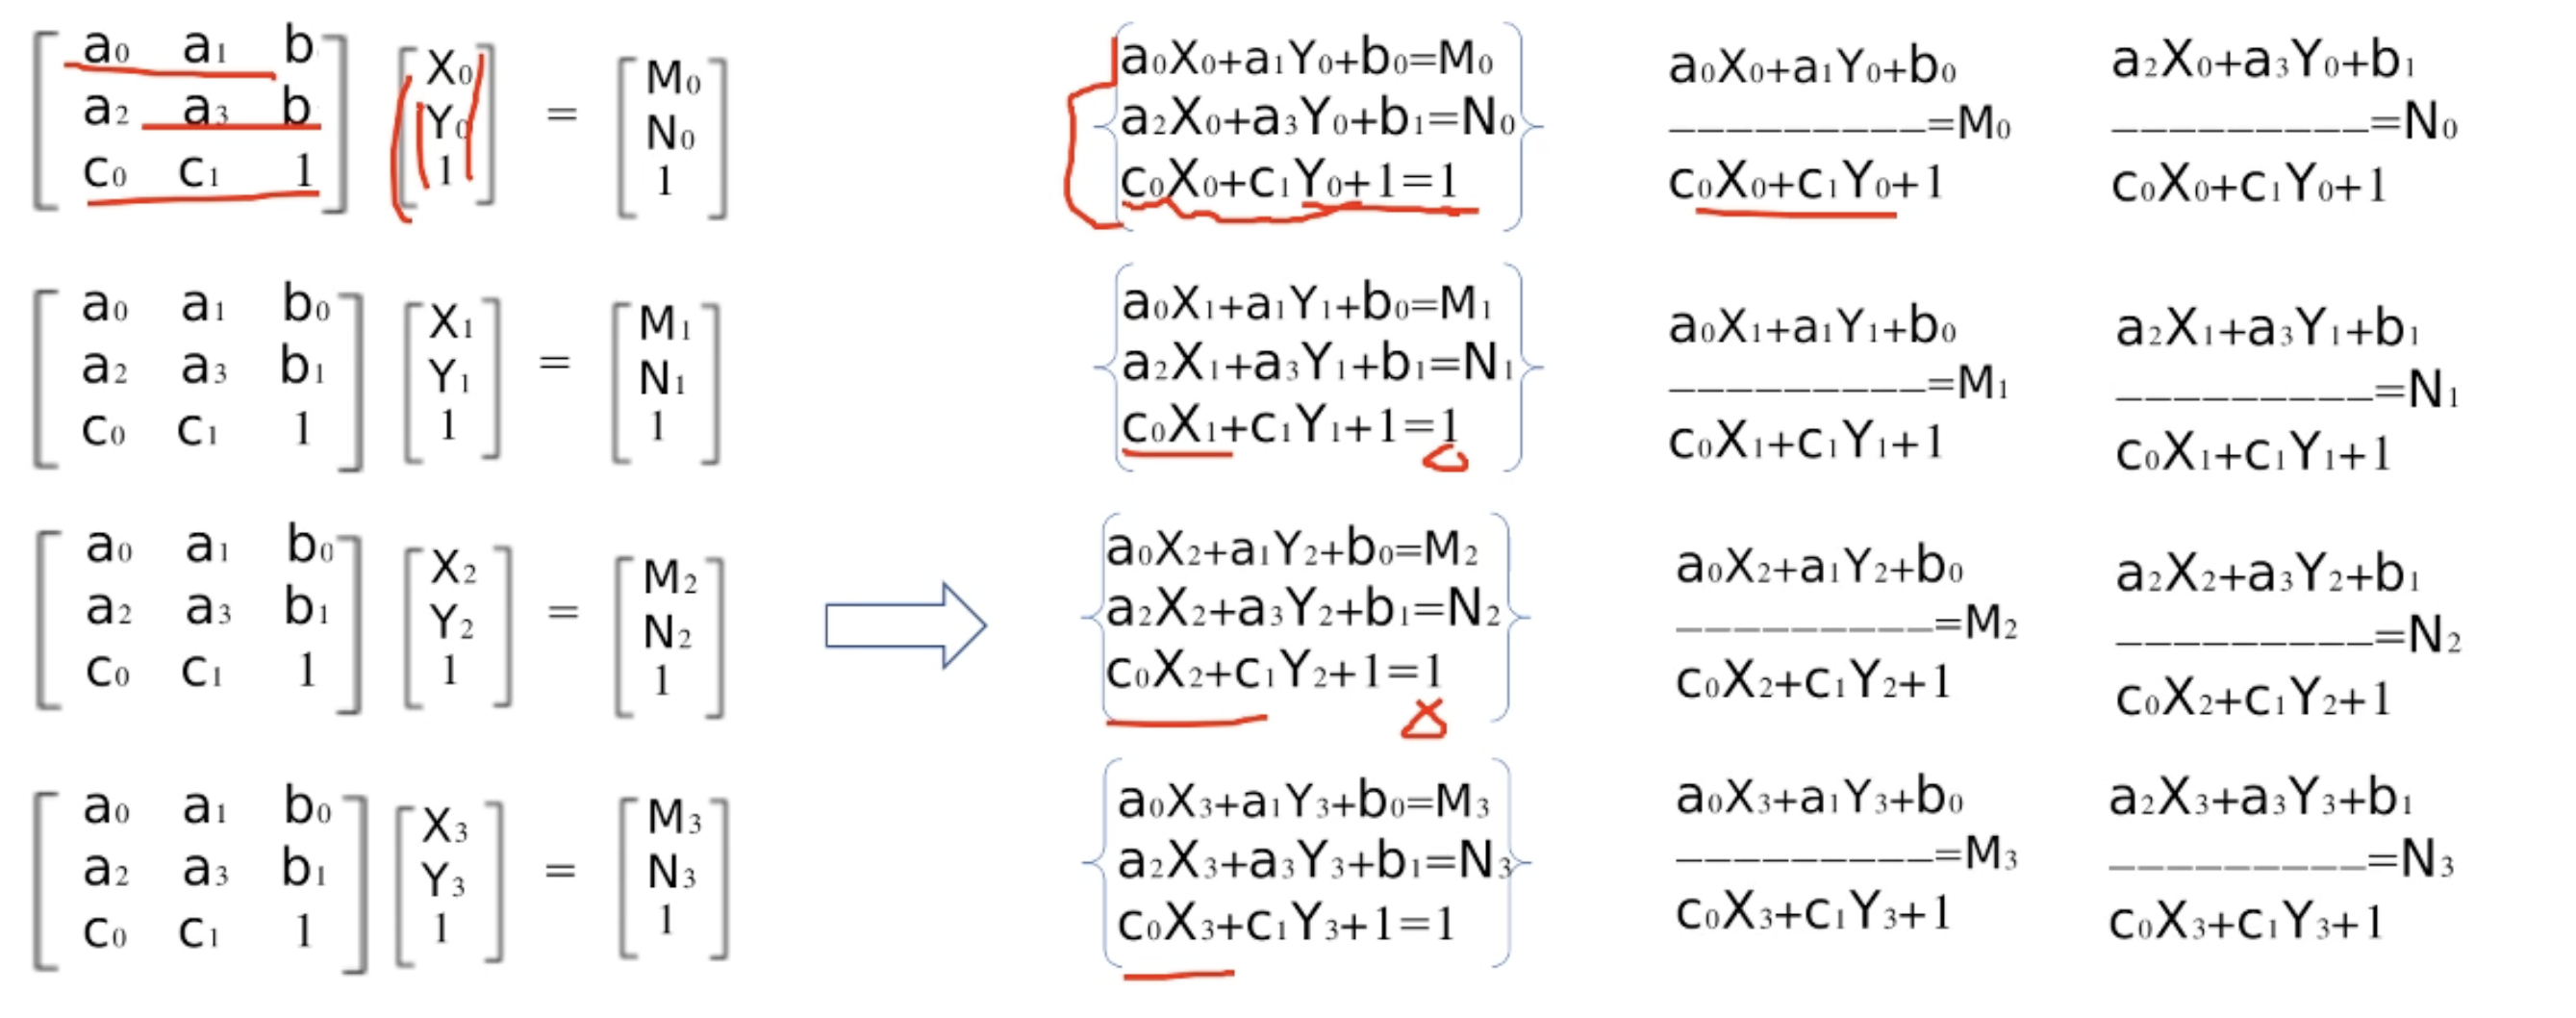 a₀ a₁ b
a₂ a₃ b
c₀ c₁ 1
X₀
Y₀
1
=
M₀
N₀
1
a₀X₀+a₁Y₀+b₀=M₀
a₂X₀+a₃Y₀+b₁=N₀
c₀X₀+c₁Y₀+1=1
a₀X₀+a₁Y₀+b₀
_________=M₀
c₀X₀+c₁Y₀+1
a₂X₀+a₃Y₀+b₁
_________=N₀
c₀X₀+c₁Y₀+1
a₀ a₁ b₀
a₂ a₃ b₁
c₀ c₁ 1
X₁
Y₁
1
=
M₁
N₁
1
a₀X₁+a₁Y₁+b₀=M₁
a₂X₁+a₃Y₁+b₁=N₁
c₀X₁+c₁Y₁+1=1
a₀X₁+a₁Y₁+b₀
_________=M₁
c₀X₁+c₁Y₁+1
a₂X₁+a₃Y₁+b₁
_________=N₁
c₀X₁+c₁Y₁+1
a₀ a₁ b₀
a₂ a₃ b₁
c₀ c₁ 1
X₂
Y₂
1
=
M₂
N₂
1
a₀X₂+a₁Y₂+b₀=M₂
a₂X₂+a₃Y₂+b₁=N₂
c₀X₂+c₁Y₂+1=1
a₀X₂+a₁Y₂+b₀
_________=M₂
c₀X₂+c₁Y₂+1
a₂X₂+a₃Y₂+b₁
_________=N₂
c₀X₂+c₁Y₂+1
a₀ a₁ b₀
a₂ a₃ b₁
c₀ c₁ 1
X₃
Y₃
1
=
M₃
N₃
1
a₀X₃+a₁Y₃+b₀=M₃
a₂X₃+a₃Y₃+b₁=N₃
c₀X₃+c₁Y₃+1=1
a₀X₃+a₁Y₃+b₀
_________=M₃
c₀X₃+c₁Y₃+1
a₂X₃+a₃Y₃+b₁
_________=N₃
c₀X₃+c₁Y₃+1